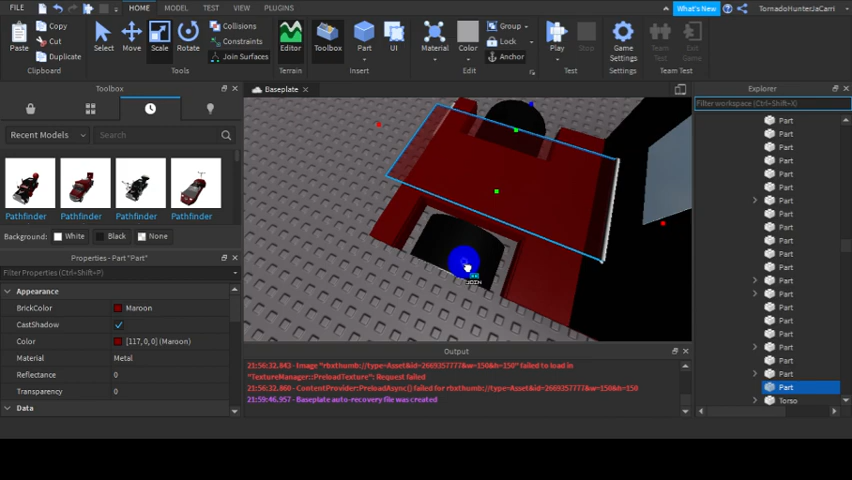 FILE HOME MODEL TEST VIEW PLUGINS What's New TornadoHunterJaCarri
Paste Copy Cut Duplicate Select Move Scale Rotate Collisions Constraints Join Surfaces Editor Toolbox Part UI Material Color Group Lock Anchor Play Stop Game Settings Team Test Exit Game
Clipboard Tools Terrain Insert Edit Test Settings Team Test
Toolbox Baseplate Explorer
Filter workspace (Ctrl+Shift+X)
Part
Recent Models Search Part
Part
Part
Part
Part
Part
Part
Pathfinder Pathfinder Pathfinder Pathfinder Part
Background: White Black None Part
Properties - Part "Part" Part
Filter Properties (Ctrl+Shift+P) Part
JOIN
Appearance Part
BrickColor Maroon Part
CastShadow Part
Color [117, 0, 0] (Maroon) Part
Material Metal Output Part
Reflectance 0 21:56:32.843 - Image "rbxthumb://type=Asset&id=2669357777&w=150&h=150" failed to load in Part
"TextureManager::PreloadTexture": Request failed Part
Transparency 0 21:56:32.860 - ContentProvider:PreloadAsync() failed for rbxthumb://type=Asset&id=2669357777&w=150&h=150 Part
Data 21:59:46.957 - Baseplate auto-recovery file was created Torso